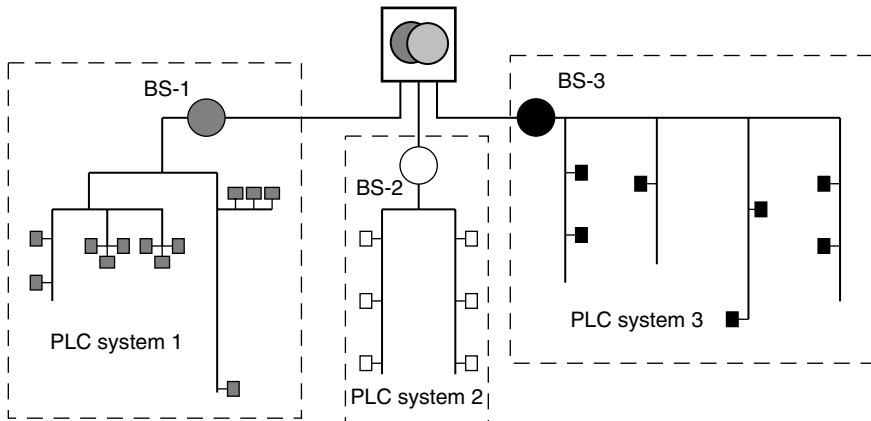 BS-1
BS-3
BS-2
PLC system 1
PLC system 3
PLC system 2